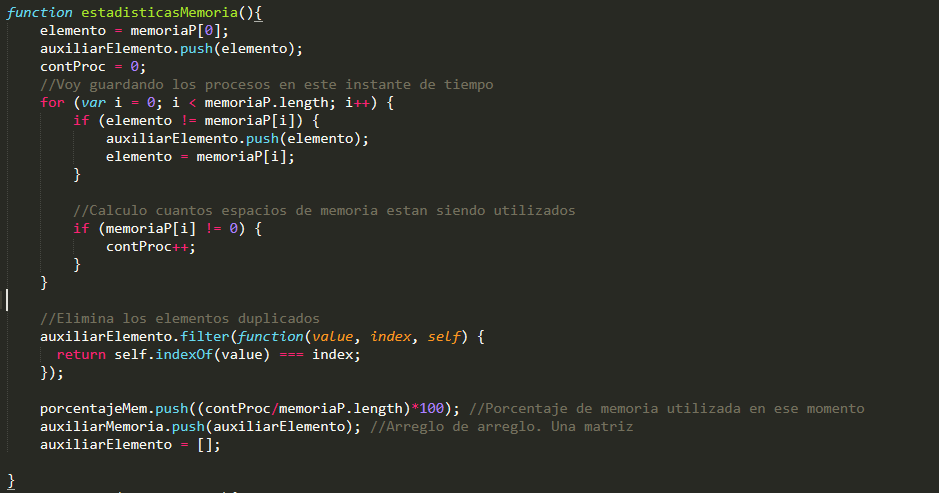 function estadisticasMemoria(){
    elemento = memoriaP[0];
    auxiliarElemento.push(elemento);
    contProc = 0;
    //Voy guardando los procesos en este instante de tiempo
    for (var i = 0; i < memoriaP.length; i++) {
        if (elemento != memoriaP[i]) {
            auxiliarElemento.push(elemento);
            elemento = memoriaP[i];
        }
        //Calculo cuantos espacios de memoria estan siendo utilizados
        if (memoriaP[i] != 0) {
            contProc++;
        }
    }
    //Elimina los elementos duplicados
    auxiliarElemento.filter(function(value, index, self) {
      return self.indexOf(value) === index;
    });
    porcentajeMem.push((contProc/memoriaP.length)*100); //Porcentaje de memoria utilizada en ese momento
    auxiliarMemoria.push(auxiliarElemento); //Arreglo de arreglo. Una matriz
    auxiliarElemento = [];
}